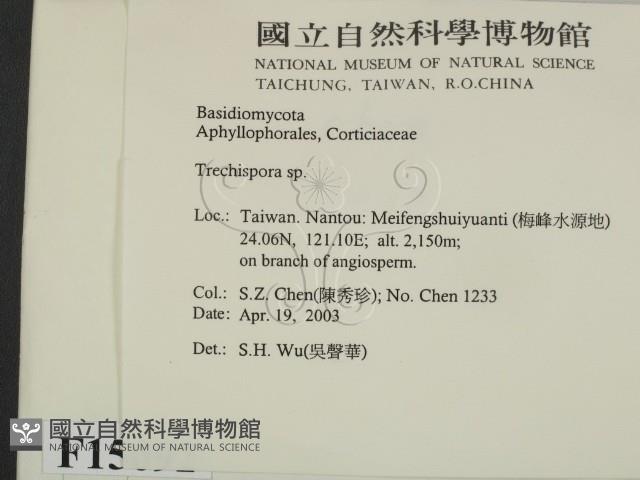 國立自然科學博物館
NATIONAL MUSEUM OF NATURAL SCIENCE
TAICHUNG, TAIWAN, R.O.CHINA
Basidiomycota
Aphyllophorales, Corticiaceae
Trechispora sp.
Loc.: Taiwan. Nantou: Meifengshuiyuanti (梅峰水源地)
24.06N, 121.10E; alt. 2,150m;
on branch of angiosperm.
Col.: S.Z. Chen(陳秀珍); No. Chen 1233
Date: Apr. 19, 2003
Det.: S.H. Wu(吳聲華)
國立自然科學博物館
NATIONAL MUSEUM OF NATURAL SCIENCE